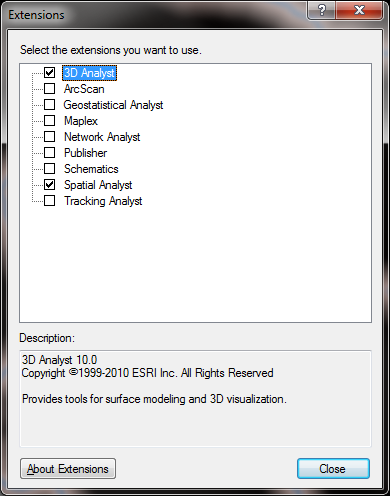 Extensions
Select the extensions you want to use.
3D Analyst
ArcScan
Geostatistical Analyst
Maplex
Network Analyst
Publisher
Schematics
Spatial Analyst
Tracking Analyst
Description:
3D Analyst 10.0
Copyright ©1999-2010 ESRI Inc. All Rights Reserved
Provides tools for surface modeling and 3D visualization.
About Extensions
Close